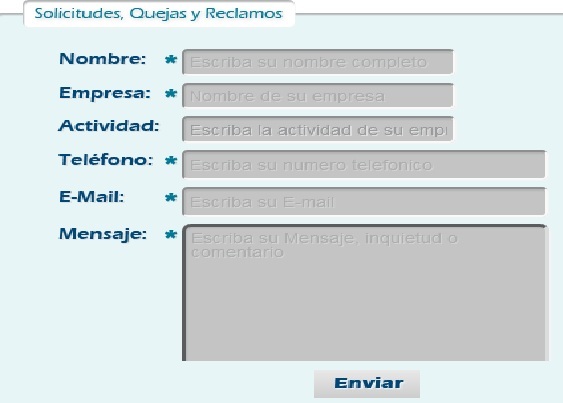 Solicitudes, Quejas y Reclamos
Nombre: * Escriba su nombre completo
Empresa: * Nombre de su empresa
Actividad: Escriba la actividad de su emp
Teléfono: * Escriba su numero telefonico
E-Mail: * Escriba su E-mail
Mensaje: * Escriba su Mensaje, inquietud o
comentario
Enviar